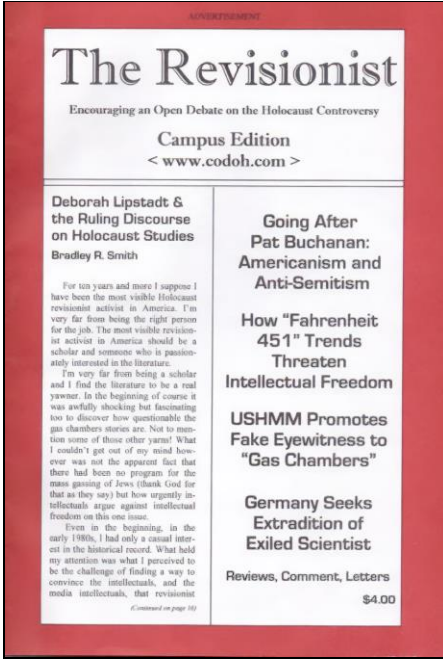 ADVERTISEMENT
The Revisionist
Encouraging an Open Debate on the Holocaust Controversy
Campus Edition
< www.codoh.com >
Deborah Lipstadt &
the Ruling Discourse
on Holocaust Studies
Bradley R. Smith
For ten years and more I suppose I
have been the most visible Holocaust
revisionist activist in America. I'm
very far from being the right person
for the job. The most visible revision-
ist activist in America should be a
scholar and someone who is passion-
ately interested in the literature.
I'm very far from being a scholar
and I find the literature to be a real
yawner. In the beginning of course it
was awfully shocking but fascinating
too to discover how questionable the
gas chambers stories are. Not to men-
tion some of those other yarns! What
I couldn't get out of my mind how-
ever was not the apparent fact that
there had been no program for the
mass gassing of Jews (thank God for
that as they say) but how urgently in-
tellectuals argue against intellectual
freedom on this one issue.
Even in the beginning, in the
early 1980s, I had only a casual inter-
est in the historical record. What held
my attention was what I perceived to
be the challenge of finding a way to
convince the intellectuals, and the
media intellectuals, that revisionist
(Continued on page 16)
Going After
Pat Buchanan:
Americanism and
Anti-Semitism
How "Fahrenheit
451" Trends
Threaten
Intellectual Freedom
USHMM Promotes
Fake Eyewitness to
"Gas Chambers"
Germany Seeks
Extradition of
Exiled Scientist
Reviews, Comment, Letters
$4.00